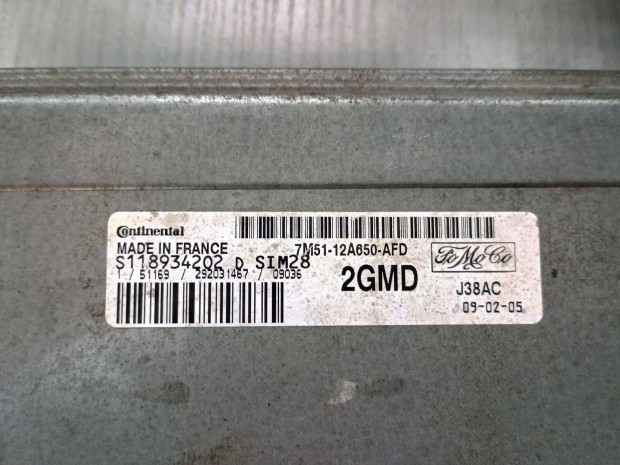 Continental
MADE IN FRANCE 7M51-12A650-AFD
S118934202 D SIM28
1 / 51169 / 292031467 / 09036
2GMD
FoMoCo
J38AC
09-02-05